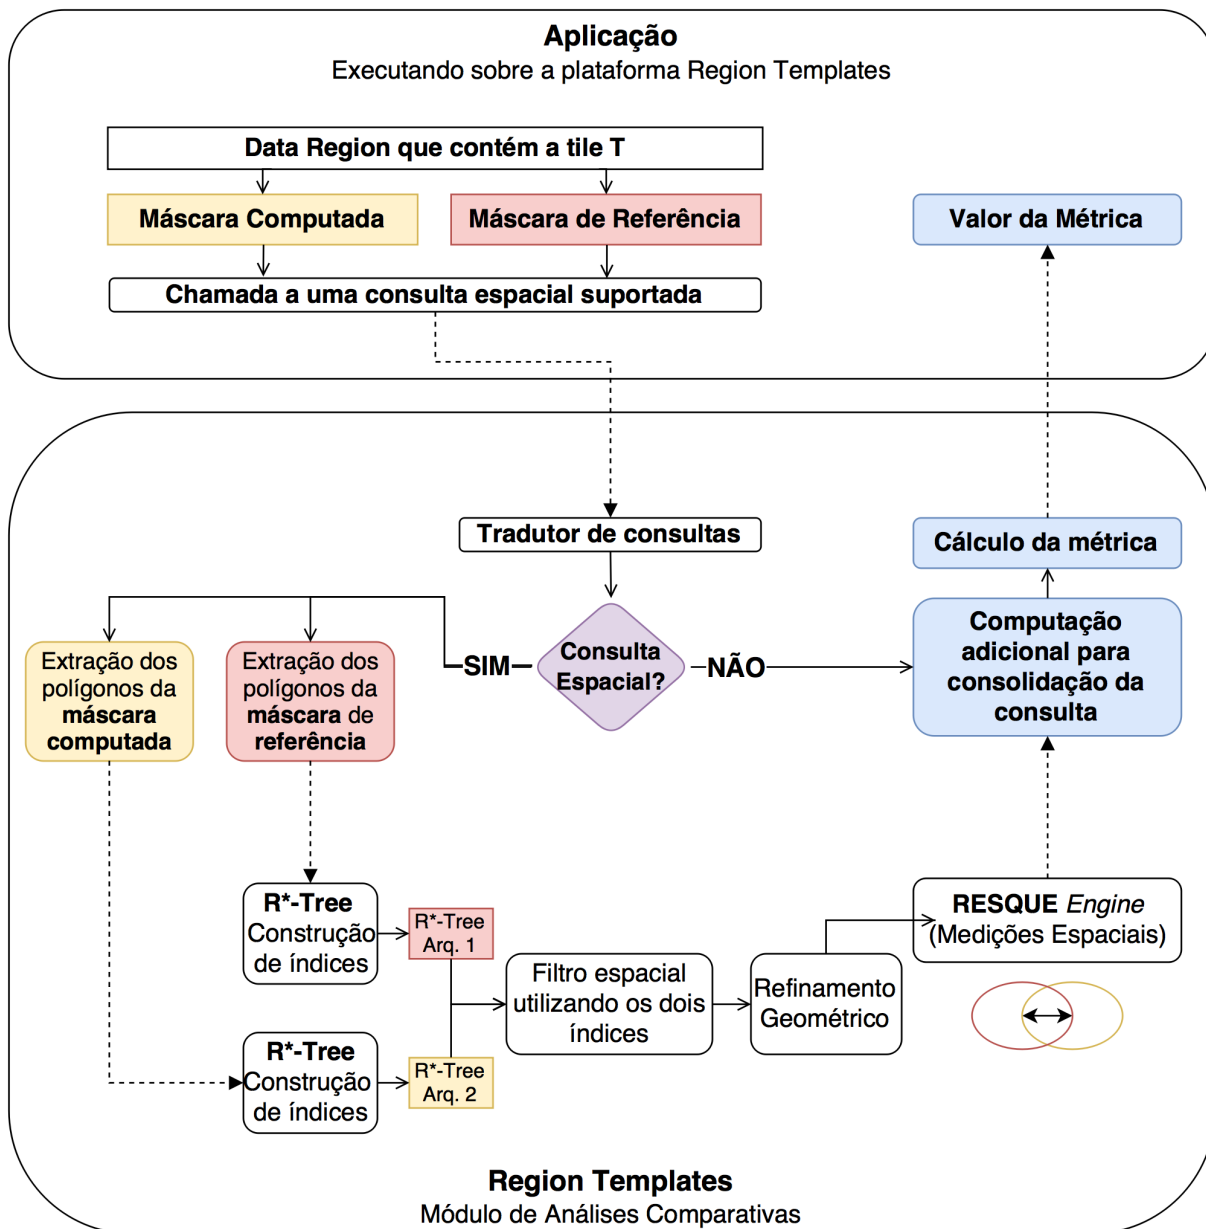 Aplicação
Executando sobre a plataforma Region Templates
Data Region que contém a tile T
Máscara Computada
Máscara de Referência
Valor da Métrica
Chamada a uma consulta espacial suportada
Tradutor de consultas
Cálculo da métrica
Consulta
Espacial?
SIM
NÃO
Computação
adicional para
consolidação da
consulta
Extração dos
polígonos da
máscara
computada
Extração dos
polígonos da
máscara de
referência
R*-Tree
Construção
de índices
R*-Tree
Arq. 1
R*-Tree
Construção
de índices
R*-Tree
Arq. 2
Filtro espacial
utilizando os dois
índices
Refinamento
Geométrico
RESQUE Engine
(Medições Espaciais)
Region Templates
Módulo de Análises Comparativas